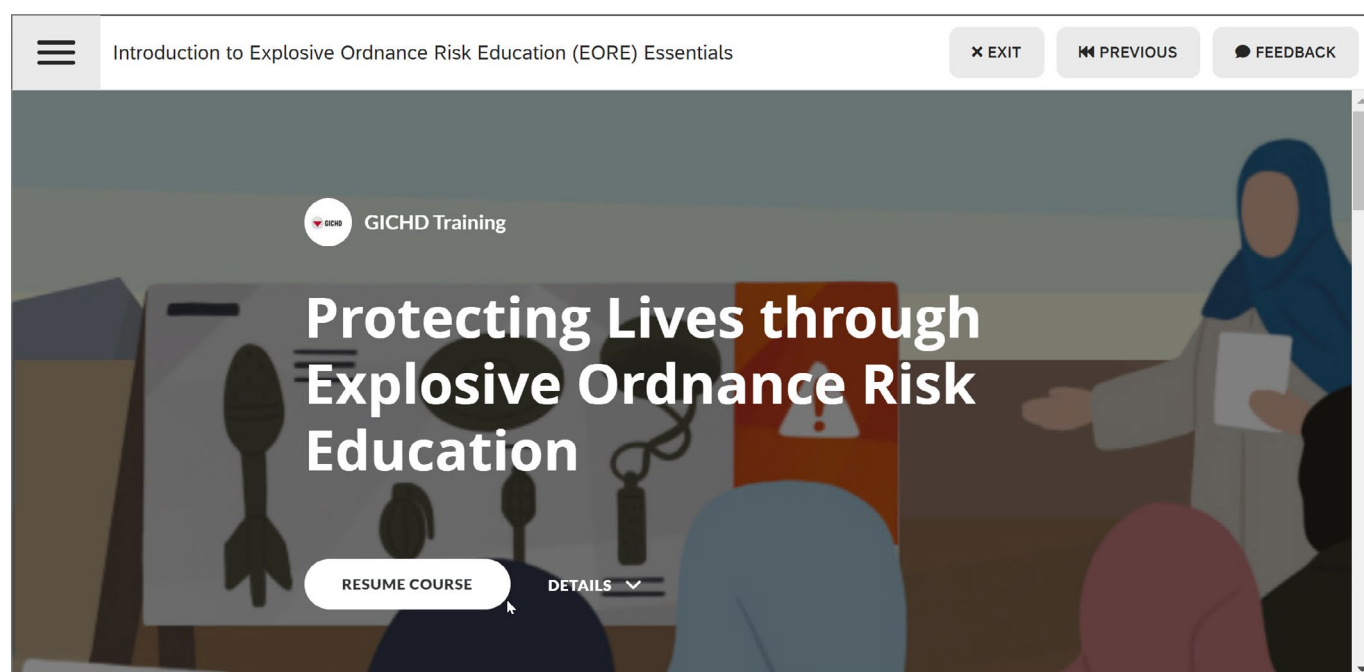 Introduction to Explosive Ordnance Risk Education (EORE) Essentials
EXIT
PREVIOUS
FEEDBACK
GICHD
GICHD Training
Protecting Lives through
Explosive Ordnance Risk
Education
RESUME COURSE
DETAILS